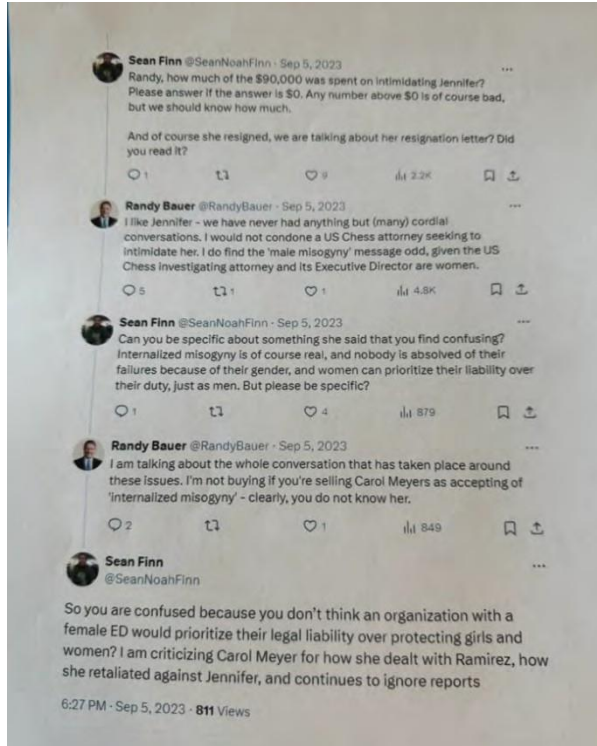 Sean Finn @SeanNoahFinn · Sep 5, 2023
Randy, how much of the $90,000 was spent on intimidating Jennifer?
Please answer if the answer is $0. Any number above $0 is of course bad,
but we should know how much.
And of course she resigned, we are talking about her resignation letter? Did
you read it?
1 9 2.2K
Randy Bauer @RandyBauer · Sep 5, 2023
I like Jennifer - we have never had anything but (many) cordial
conversations. I would not condone a US Chess attorney seeking to
intimidate her. I do find the 'male misogyny' message odd, given the US
Chess investigating attorney and its Executive Director are women.
5 1 1 4.8K
Sean Finn @SeanNoahFinn · Sep 5, 2023
Can you be specific about something she said that you find confusing?
Internalized misogyny is of course real, and nobody is absolved of their
failures because of their gender, and women can prioritize their liability over
their duty, just as men. But please be specific?
1 4 879
Randy Bauer @RandyBauer · Sep 5, 2023
I am talking about the whole conversation that has taken place around
these issues. I'm not buying if you're selling Carol Meyers as accepting of
'internalized misogyny' - clearly, you do not know her.
2 1 849
Sean Finn
@SeanNoahFinn
So you are confused because you don't think an organization with a
female ED would prioritize their legal liability over protecting girls and
women? I am criticizing Carol Meyer for how she dealt with Ramirez, how
she retaliated against Jennifer, and continues to ignore reports
6:27 PM · Sep 5, 2023 · 811 Views